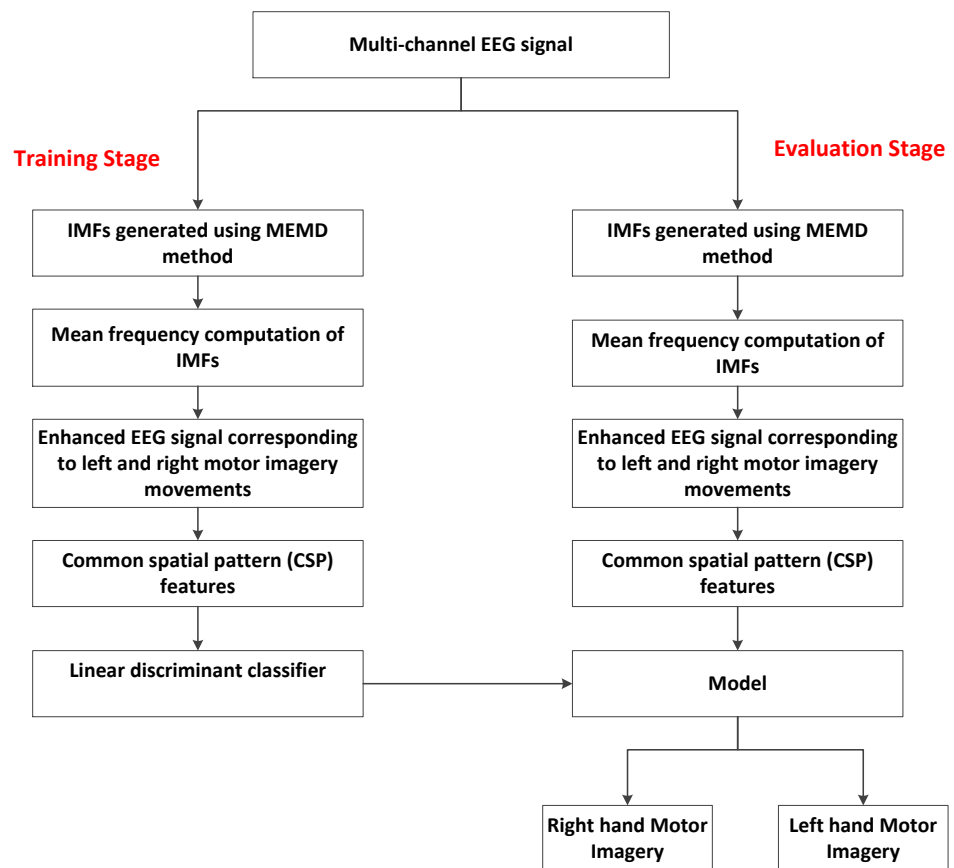 Multi-channel EEG signal
Training Stage
Evaluation Stage
IMFs generated using MEMD
method
Mean frequency computation of
IMFs
Enhanced EEG signal corresponding
to left and right motor imagery
movements
Common spatial pattern (CSP)
features
Linear discriminant classifier
IMFs generated using MEMD
method
Mean frequency computation of
IMFs
Enhanced EEG signal corresponding
to left and right motor imagery
movements
Common spatial pattern (CSP)
features
Model
Right hand Motor
Imagery
Left hand Motor
Imagery